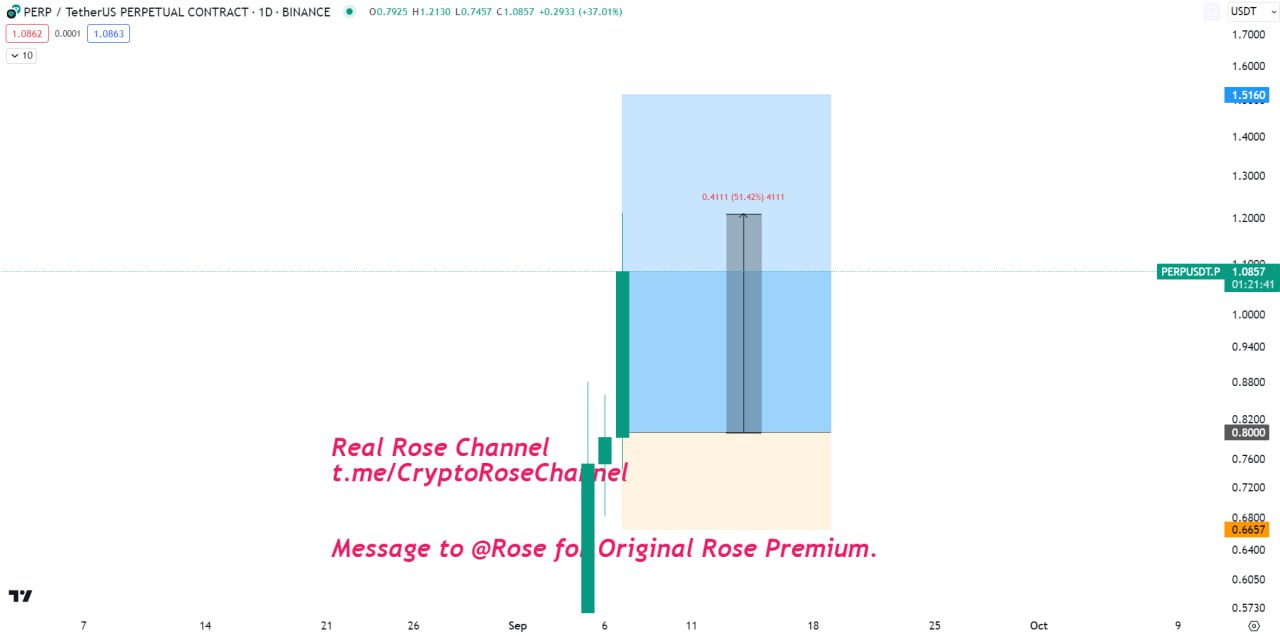 PERP / TetherUS PERPETUAL CONTRACT · 1D · BINANCE O0.7925 H1.2130 L0.7457 C1.0857 +0.2933 (+37.01%)
USDT
1.0862 0.0001 1.0863
10
1.7000
1.6000
1.5160
1.4000
1.3000
0.4111 (51.42%) 4111
1.2000
PERPUSDT.P 1.0857
01:21:41
1.0000
0.9400
0.8800
0.8200
0.8000
Real Rose Channel
0.7600
t.me/CryptoRoseChannel
0.7200
0.6800
0.6657
Message to @Rose for Original Rose Premium.
0.6400
0.6050
0.5730
7 14 21 26 Sep 6 11 18 25 Oct 9